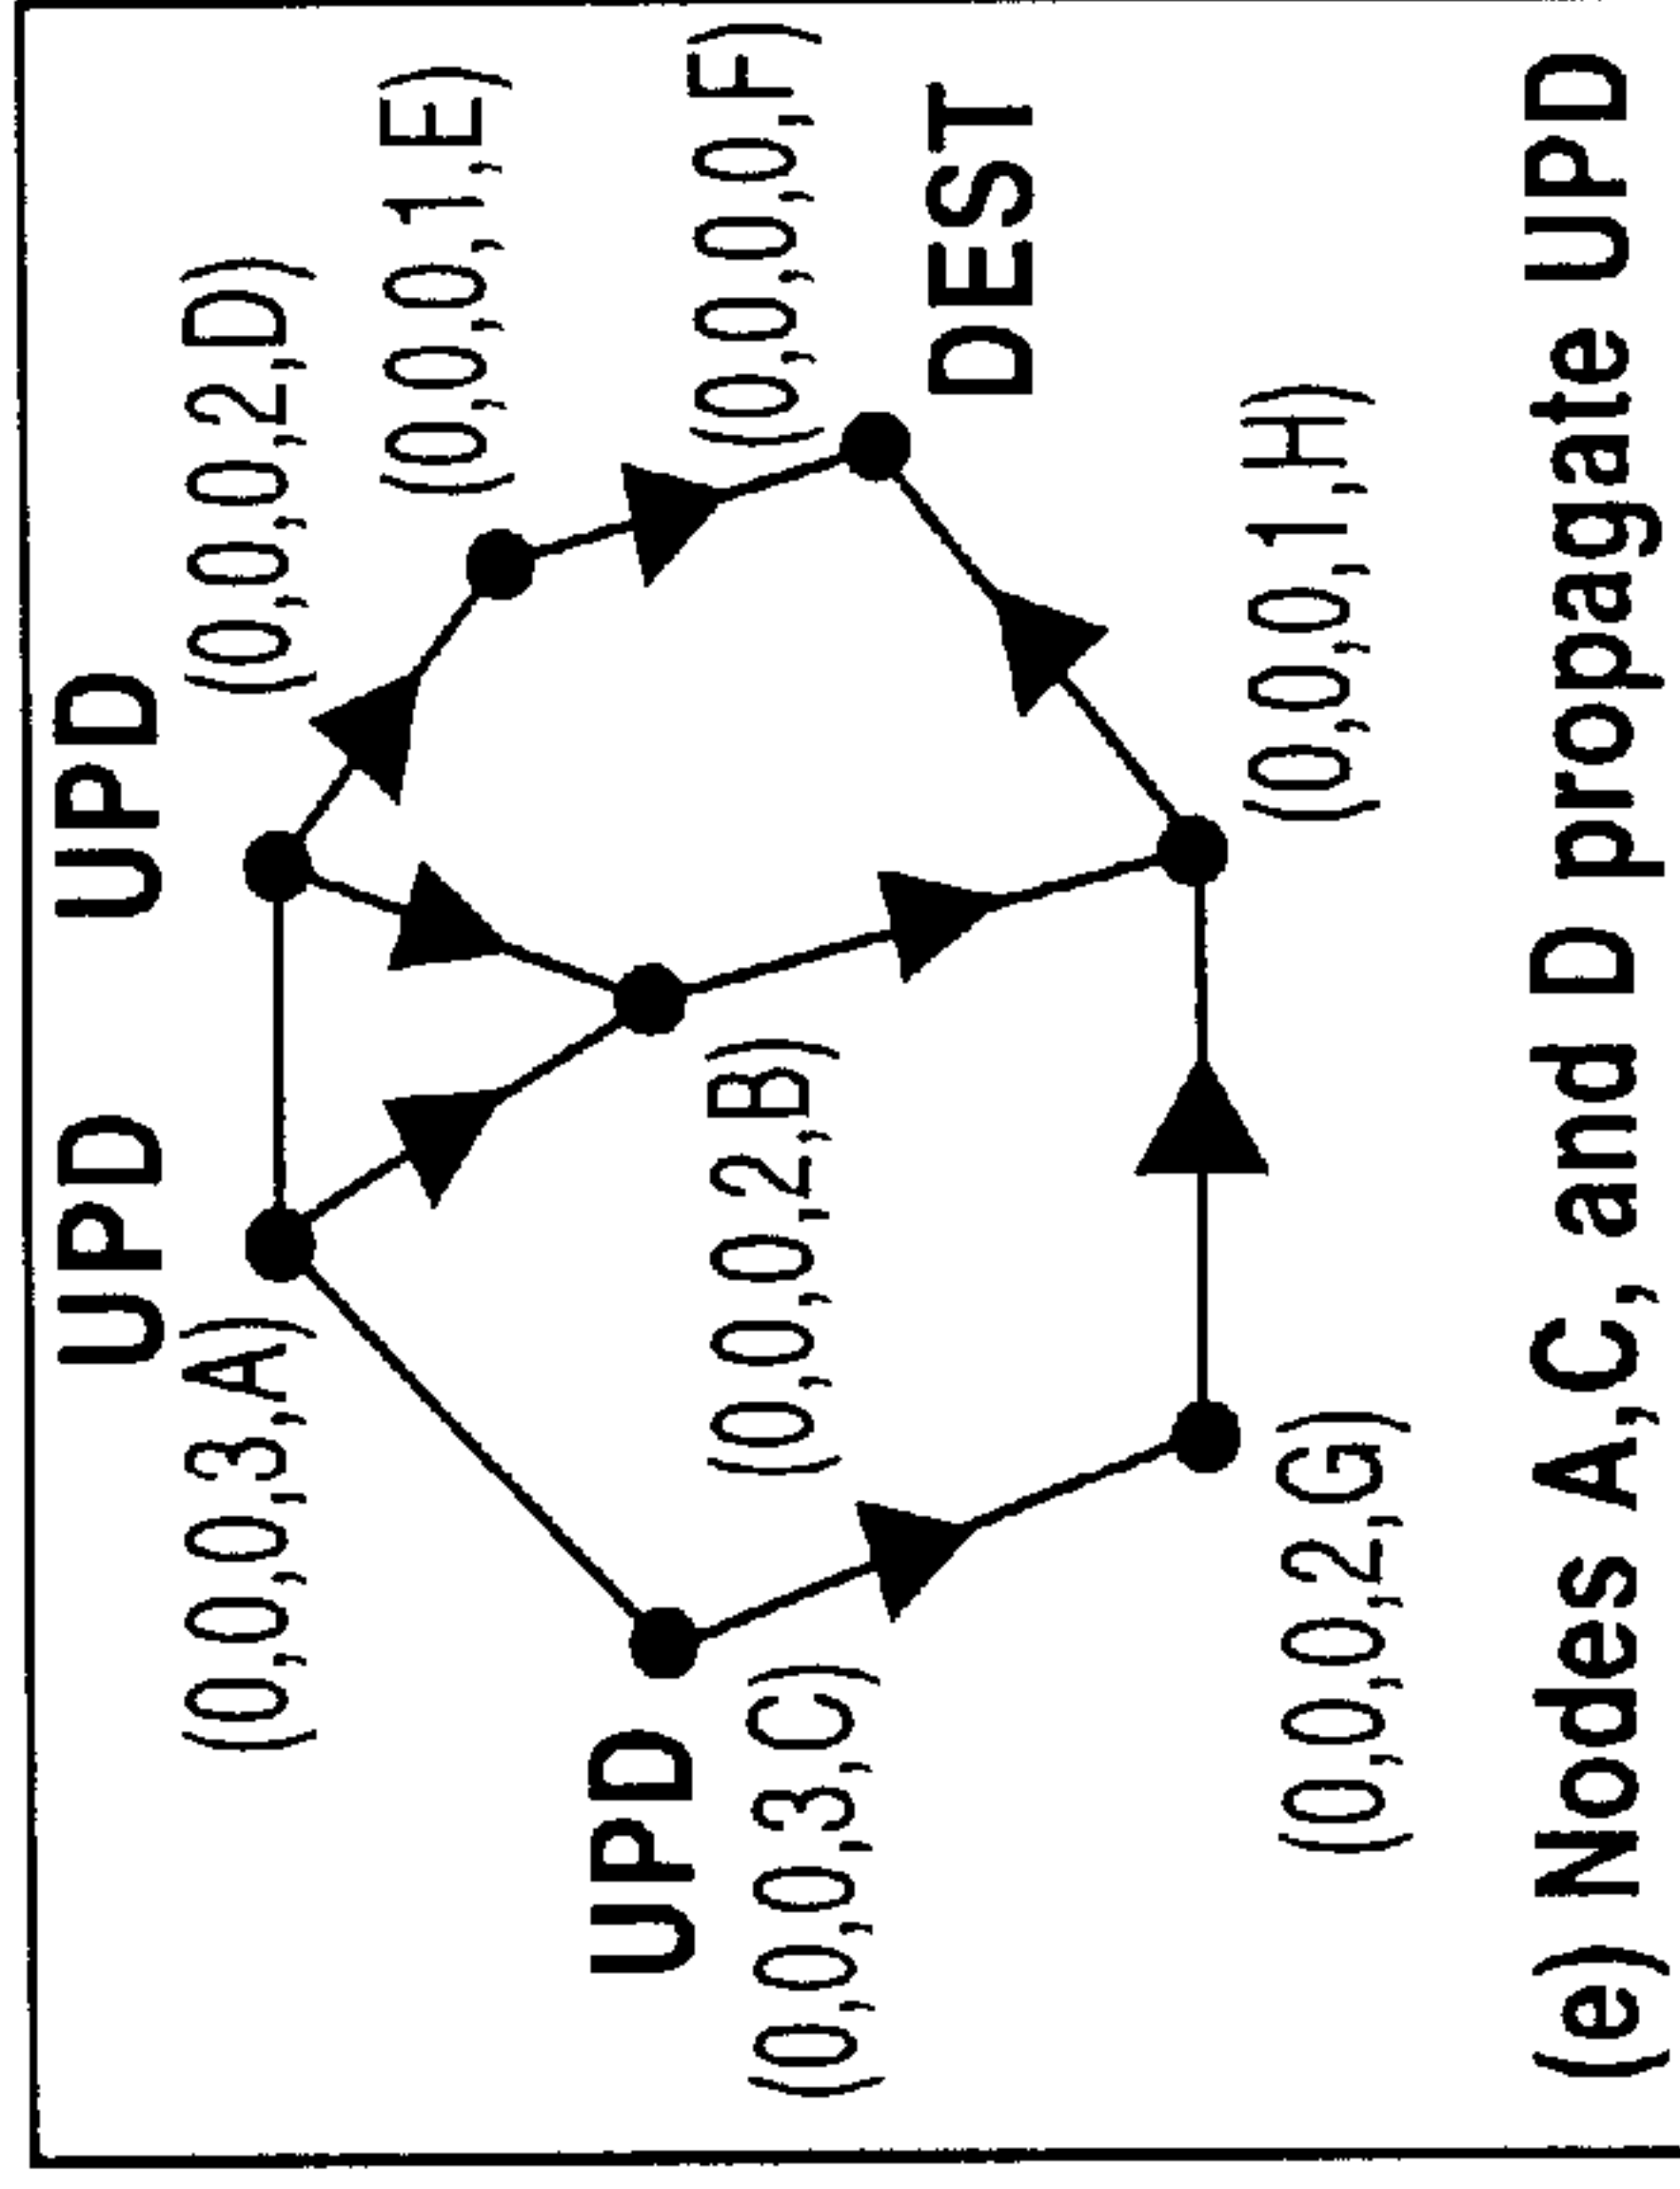 UPD UPD
(0,0,0,3,A) (0,0,0,2,D)
(0,0,0,1,E)
UPD
(0,0,0,3,C) (0,0,0,2,B) (0,0,0,0,F)
DEST
(0,0,0,2,G) (0,0,0,1,H)
(e) Nodes A,C, and D propagate UPD